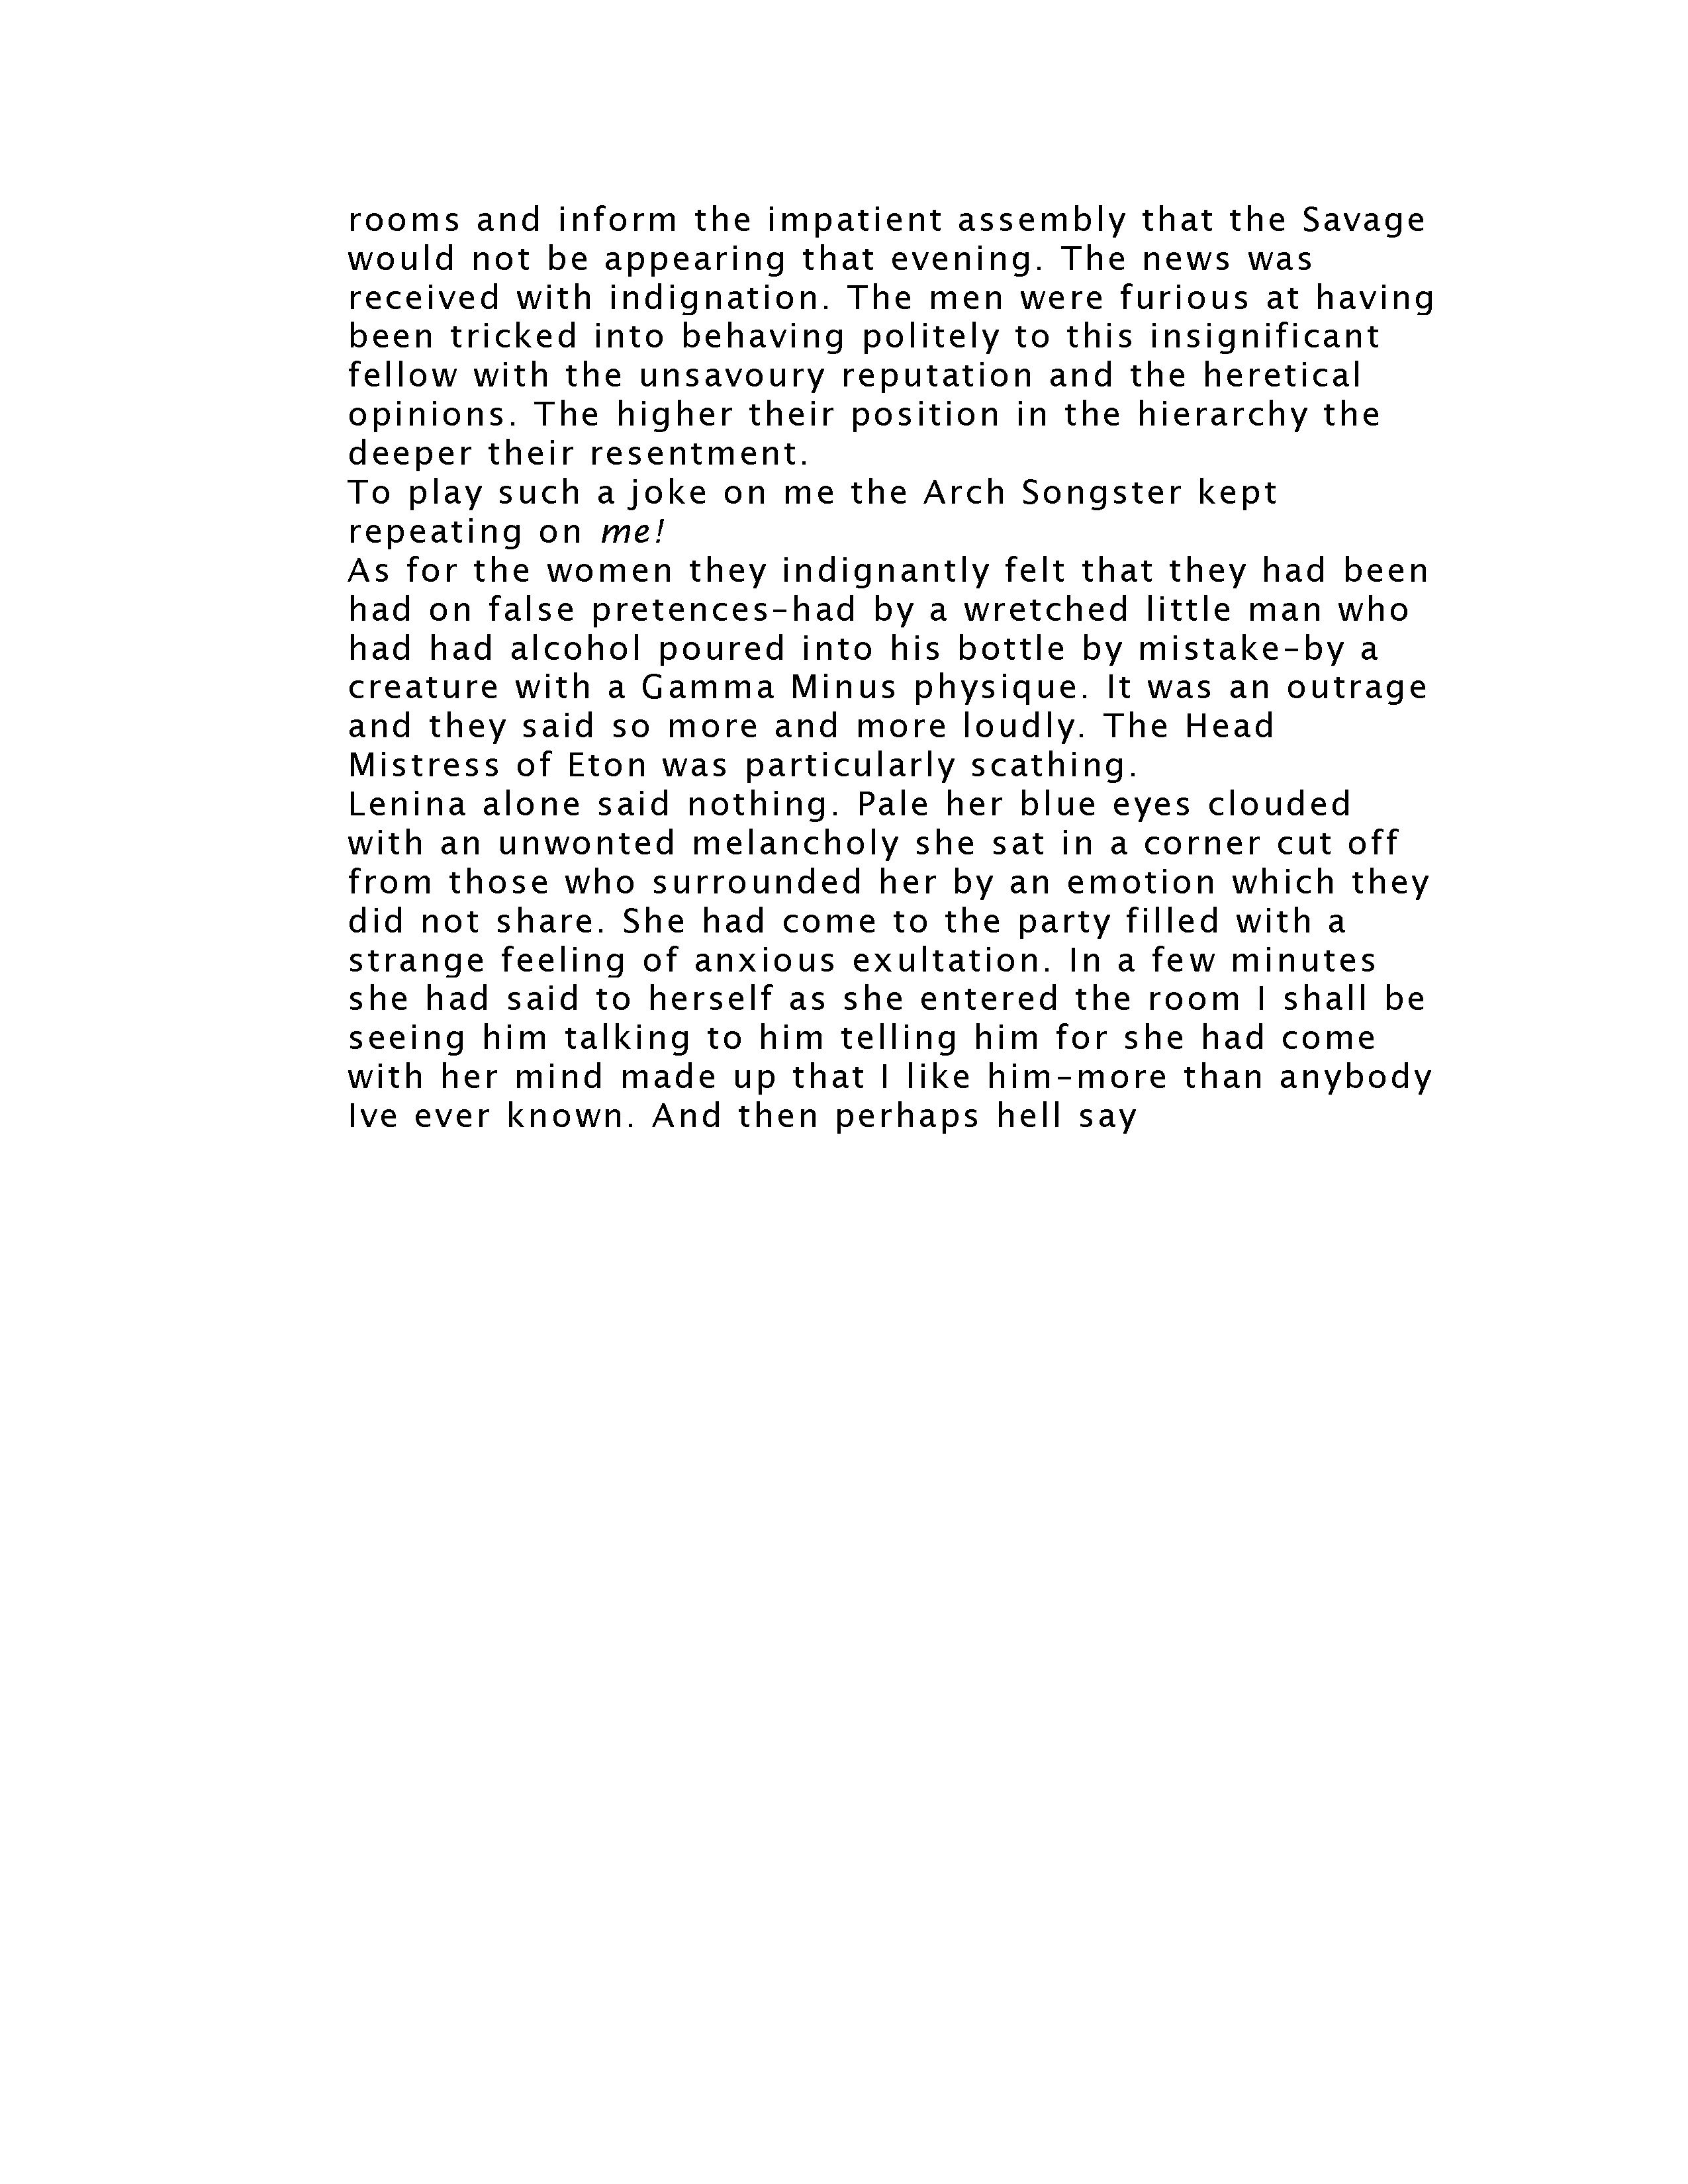 rooms and inform the impatient assembly that the Savage
would not be appearing that evening. The news was
received with indignation. The men were furious at having
been tricked into behaving politely to this insignificant
fellow with the unsavoury reputation and the heretical
opinions. The higher their position in the hierarchy the
deeper their resentment.
To play such a joke on me the Arch Songster kept
repeating on me!
As for the women they indignantly felt that they had been
had on false pretences–had by a wretched little man who
had had alcohol poured into his bottle by mistake–by a
creature with a Gamma Minus physique. It was an outrage
and they said so more and more loudly. The Head
Mistress of Eton was particularly scathing.
Lenina alone said nothing. Pale her blue eyes clouded
with an unwonted melancholy she sat in a corner cut off
from those who surrounded her by an emotion which they
did not share. She had come to the party filled with a
strange feeling of anxious exultation. In a few minutes
she had said to herself as she entered the room I shall be
seeing him talking to him telling him for she had come
with her mind made up that I like him–more than anybody
Ive ever known. And then perhaps hell say